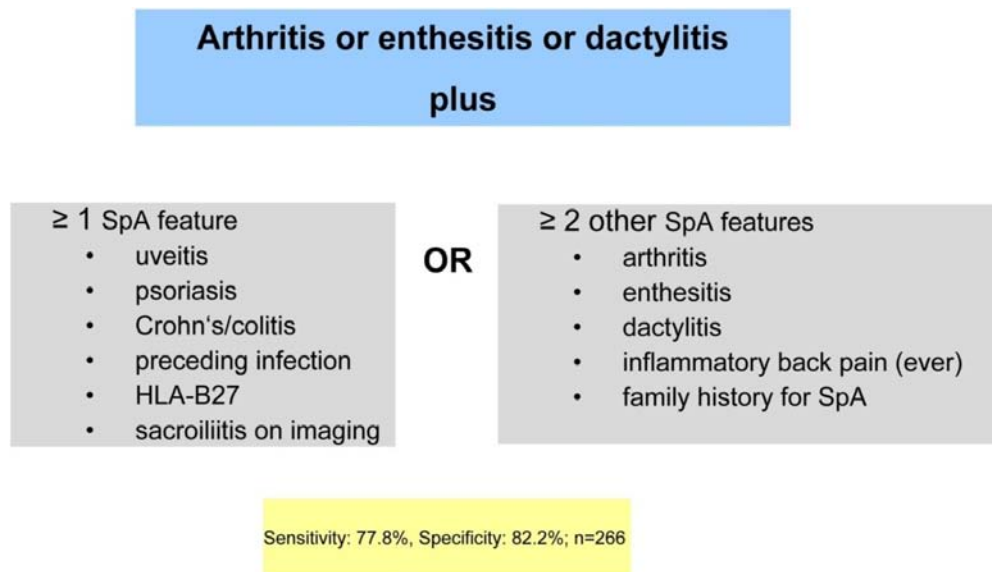 Arthritis or enthesitis or dactylitis
plus
≥ 1 SpA feature
• uveitis
• psoriasis
• Crohn‘s/colitis
• preceding infection
• HLA-B27
• sacroiliitis on imaging
OR
≥ 2 other SpA features
• arthritis
• enthesitis
• dactylitis
• inflammatory back pain (ever)
• family history for SpA
Sensitivity: 77.8%, Specificity: 82.2%; n=266